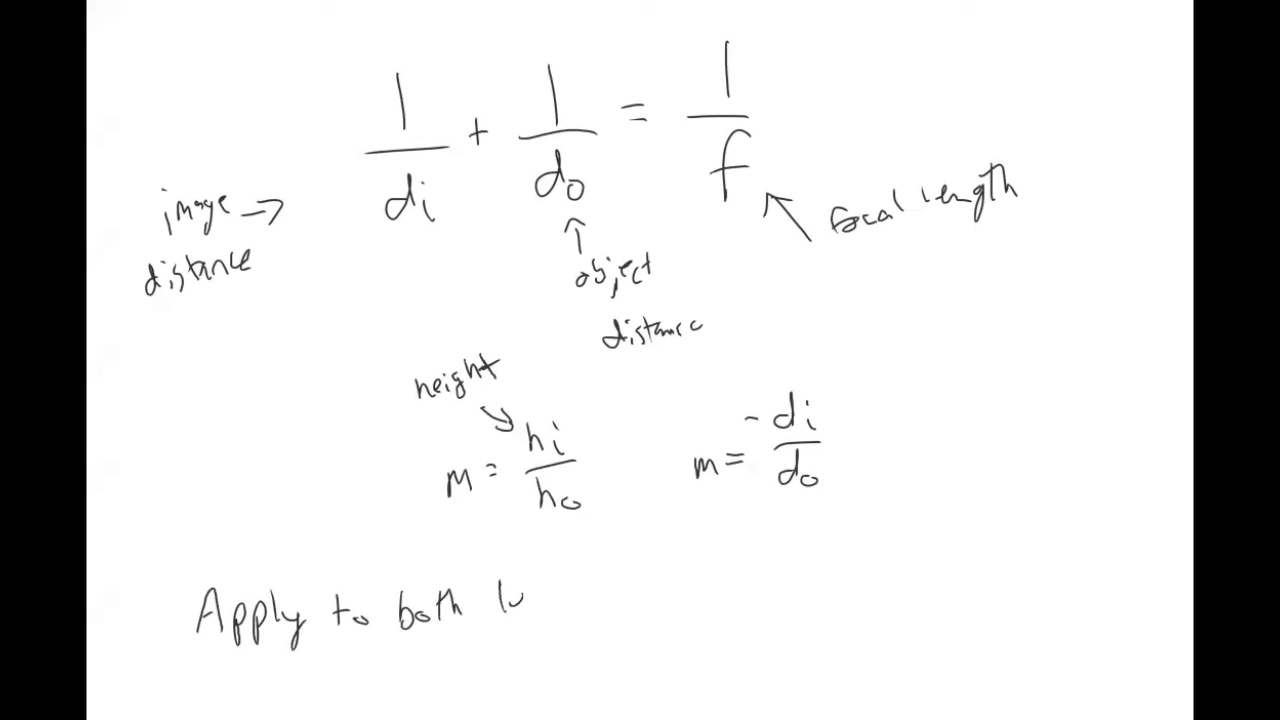 1/di + 1/do = 1/f
image →
distance
↑
object
distance
↖ focal length
height
↘
m = hi/ho
m = -di/do
Apply to both